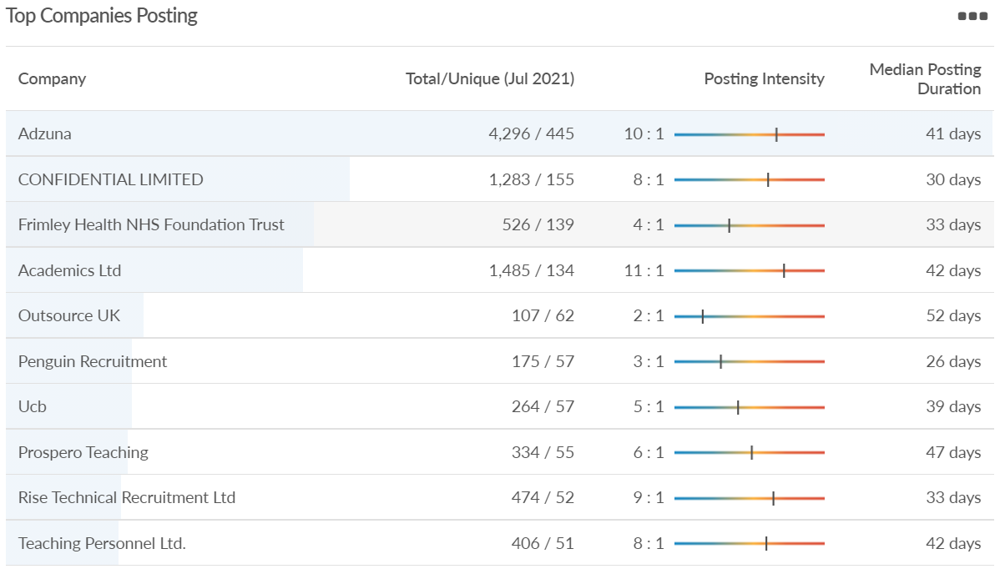 Top Companies Posting
Company Total/Unique (Jul 2021) Posting Intensity Median Posting Duration
Adzuna 4,296 / 445 10 : 1 41 days
CONFIDENTIAL LIMITED 1,283 / 155 8 : 1 30 days
Frimley Health NHS Foundation Trust 526 / 139 4 : 1 33 days
Academics Ltd 1,485 / 134 11 : 1 42 days
Outsource UK 107 / 62 2 : 1 52 days
Penguin Recruitment 175 / 57 3 : 1 26 days
Ucb 264 / 57 5 : 1 39 days
Prospero Teaching 334 / 55 6 : 1 47 days
Rise Technical Recruitment Ltd 474 / 52 9 : 1 33 days
Teaching Personnel Ltd. 406 / 51 8 : 1 42 days